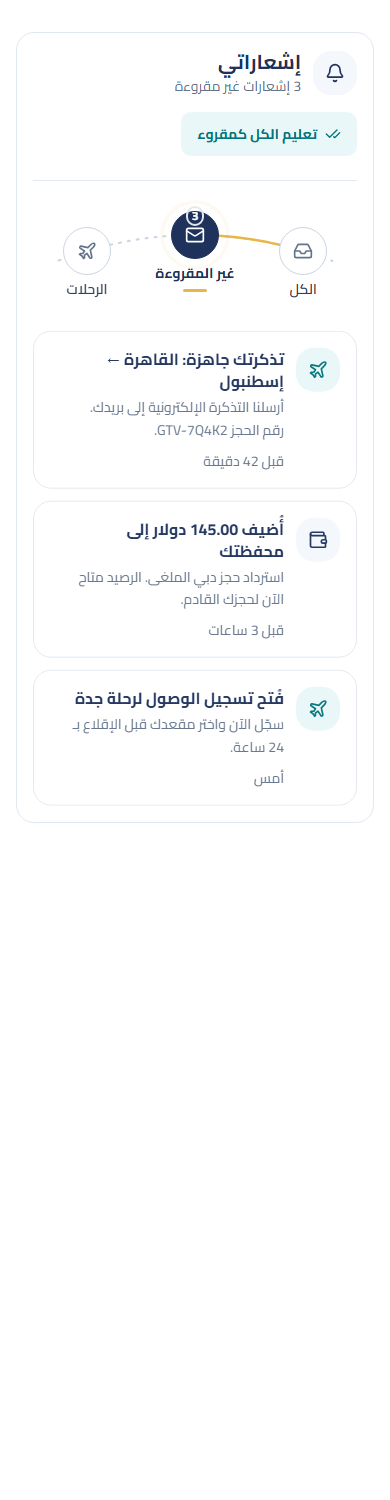 إشعاراتي
3 إشعارات غير مقروءة
تعليم الكل كمقروء
الكل
3
غير المقروءة
الرحلات
تذكرتك جاهزة: القاهرة ←
إسطنبول
أرسلنا التذكرة الإلكترونية إلى بريدك.
رقم الحجز GTV-7Q4K2.
قبل 42 دقيقة
أُضيف 145.00 دولار إلى
محفظتك
استرداد حجز دبي الملغى. الرصيد متاح
الآن لحجزك القادم.
قبل 3 ساعات
فُتح تسجيل الوصول لرحلة جدة
سجّل الآن واختر مقعدك قبل الإقلاع بـ
24 ساعة.
أمس